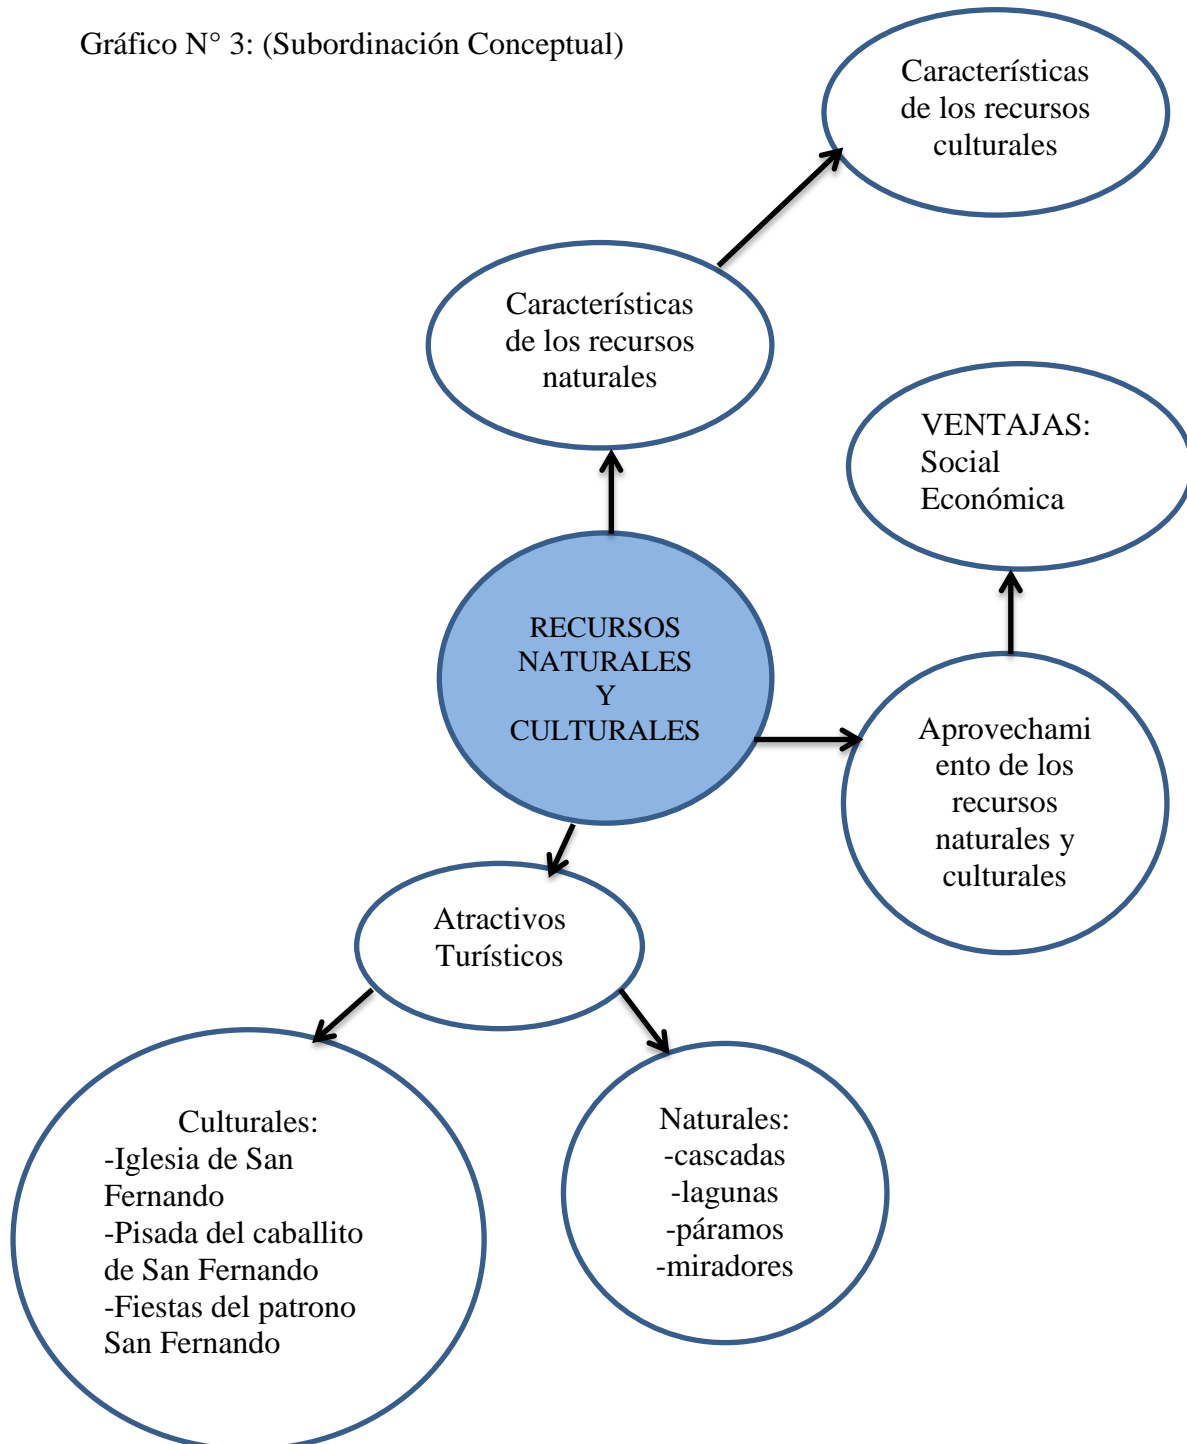 Gráfico N° 3: (Subordinación Conceptual)
Características
de los recursos
culturales
Características
de los recursos
naturales
VENTAJAS:
Social
Económica
RECURSOS
NATURALES
Y
CULTURALES
Aprovechami
ento de los
recursos
naturales y
culturales
Atractivos
Turísticos
Culturales:
-Iglesia de San
Fernando
-Pisada del caballito
de San Fernando
-Fiestas del patrono
San Fernando
Naturales:
-cascadas
-lagunas
-páramos
-miradores